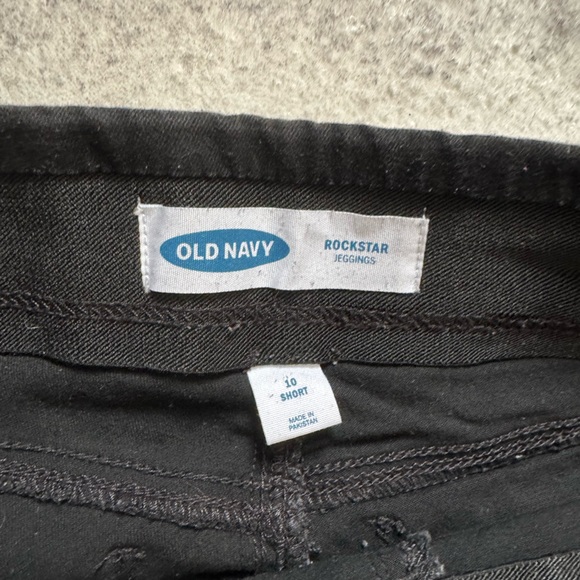 OLD NAVY
ROCKSTAR
JEGGINGS
10
SHORT
MADE IN
PAKISTAN